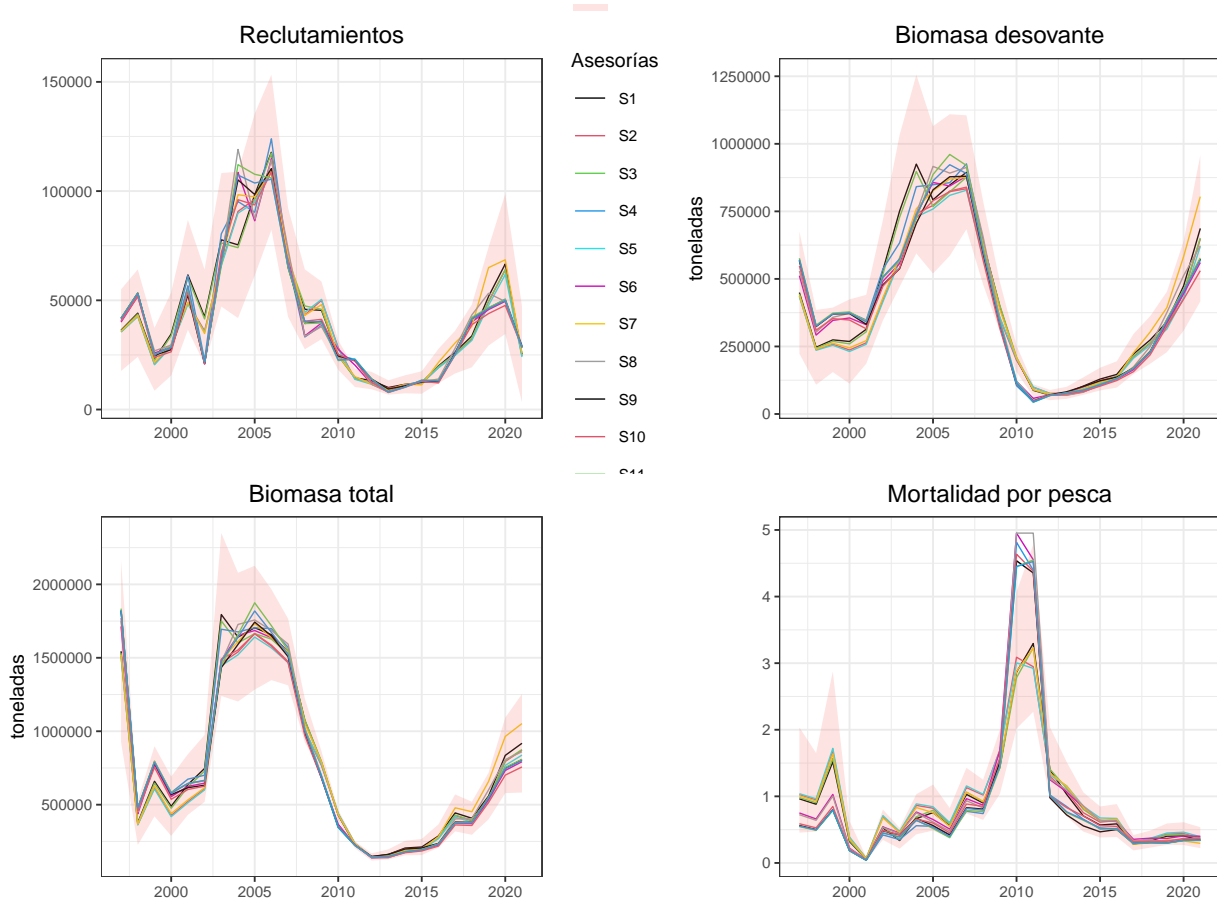 Reclutamientos
150000
100000
50000
0
2000
2005
2010
2015
2020
Asesorías
S1
S2
S3
S4
S5
S6
S7
S8
S9
S10
S11
Biomasa desovante
toneladas
1250000
1000000
750000
500000
250000
0
2000
2005
2010
2015
2020
Biomasa total
toneladas
2000000
1500000
1000000
500000
2000
2005
2010
2015
2020
Mortalidad por pesca
5
4
3
2
1
0
2000
2005
2010
2015
2020